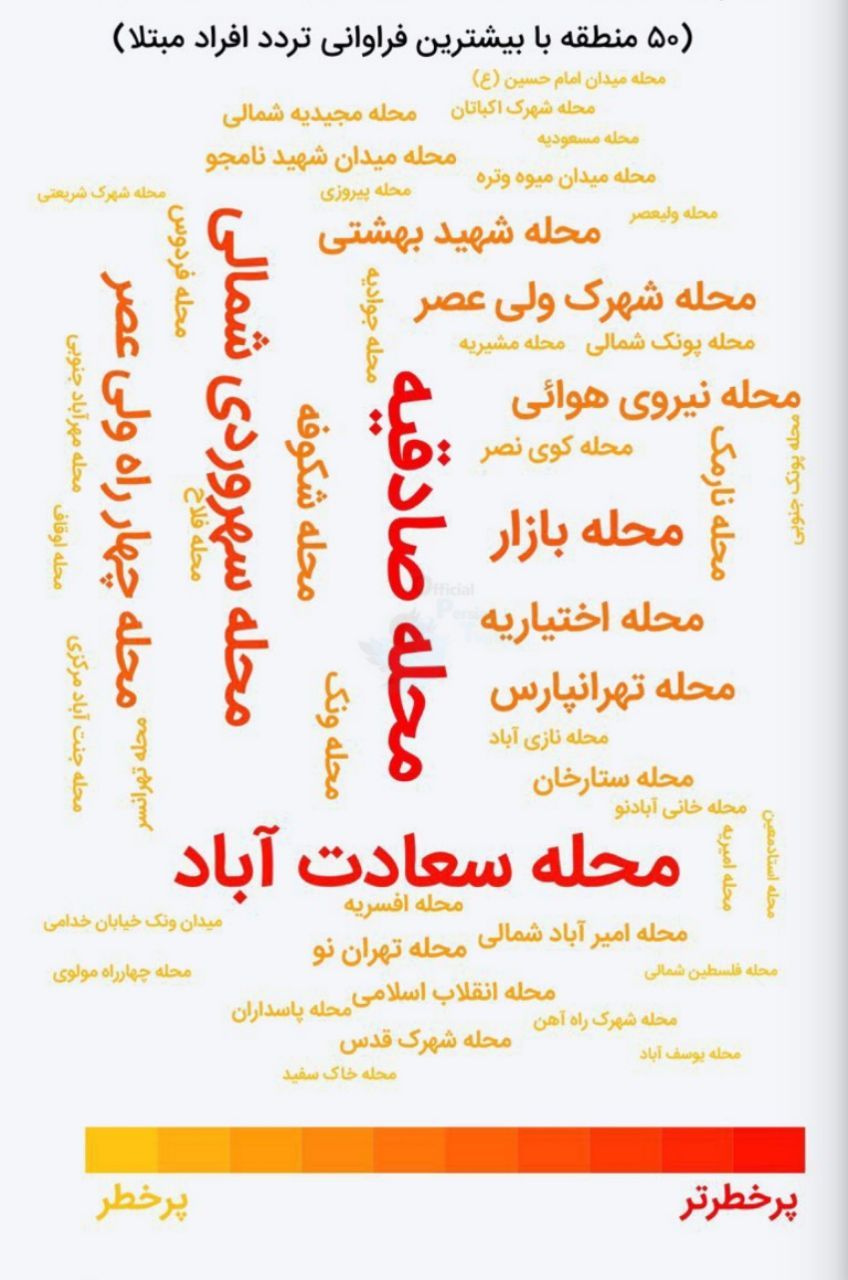 (۵۰ منطقه با بیشترین فراوانی تردد افراد مبتلا)
محله میدان امام حسین (ع)
محله شهرک اکباتان
محله مجیدیه شمالی
محله مسعودیه
محله میدان شهید نامجو
محله میدان میوه وتره
محله پیروزی
محله شهرک شریعتی
محله ولیعصر
محله فردوس
محله سهروردی شمالی
محله شهید بهشتی
محله چهار راه ولی عصر
محله جوادیه
محله شهرک ولی عصر
محله پونک شمالی
محله مشیریه
محله مهرآباد جنوبی
محله صادقیه
محله نیروی هوائی
محله شکوفه
محله پونک جنوبی
محله نارمک
محله کوی نصر
محله فلاح
محله اوقاف
محله بازار
محله اختیاریه
محله جنت آباد مرکزی
محله ونک
محله تهرانپارس
محله تهرانسر
محله نازی آباد
محله ستارخان
محله خانی آبادنو
محله استادمعین
محله امیریه
محله سعادت آباد
محله افسریه
میدان ونک خیابان خدامی
محله امیر آباد شمالی
محله تهران نو
محله فلسطین شمالی
محله چهارراه مولوی
محله انقلاب اسلامی
محله پاسداران
محله شهرک راه آهن
محله شهرک قدس
محله یوسف آباد
محله خاک سفید
پرخطرتر
پرخطر